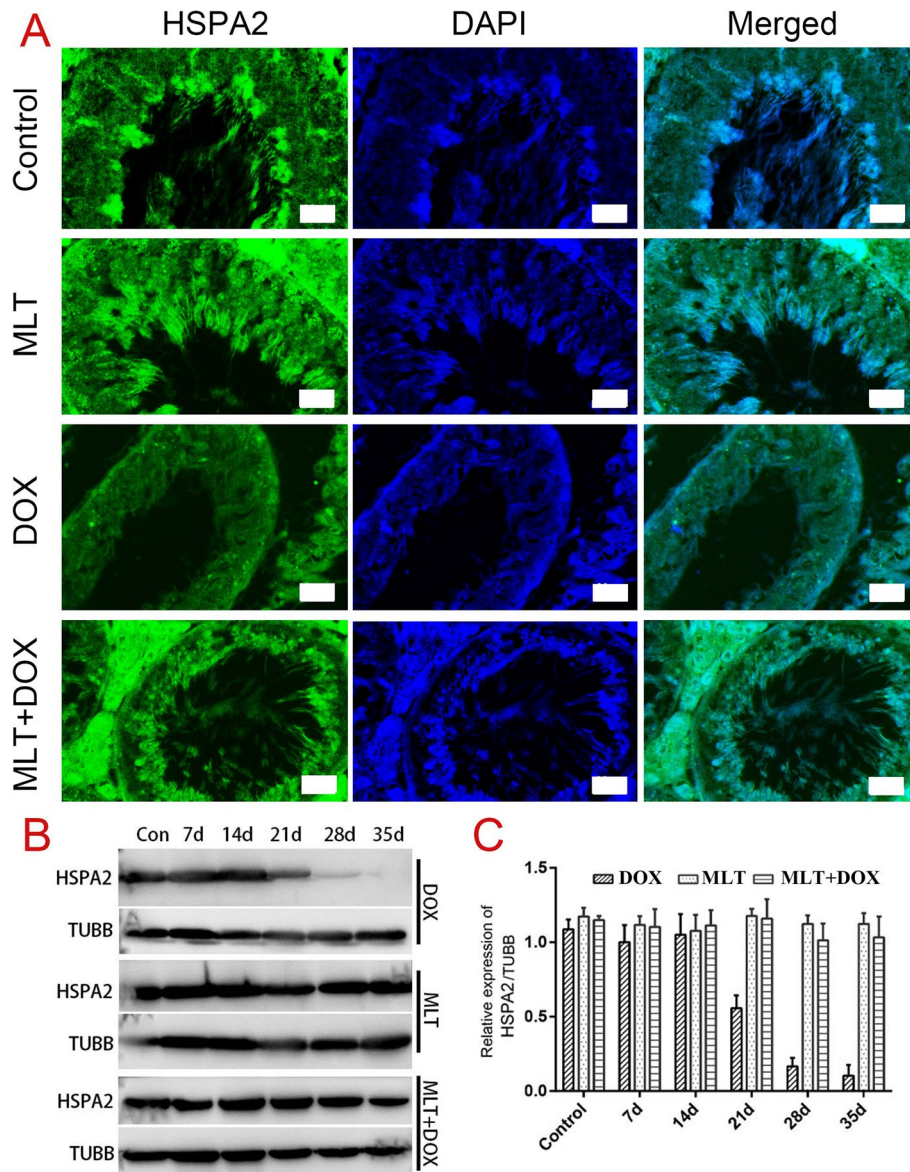 A
HSPA2 DAPI Merged
Control
MLT
DOX
MLT+DOX
B
Con 7d 14d 21d 28d 35d
HSPA2
TUBB
DOX
HSPA2
TUBB
MLT
HSPA2
TUBB
MLT+DOX
C
DOX MLT MLT+DOX
Relative expression of
HSPA2/TUBB
1.5
1.0
0.5
0.0
Control 7d 14d 21d 28d 35d